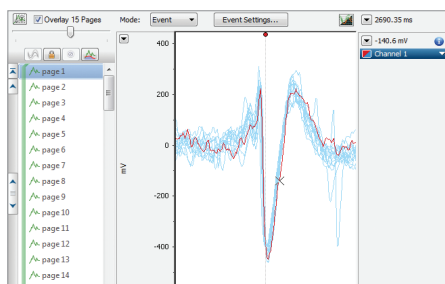 Overlay 15 Pages
Mode: Event Event Settings...
2690.35 ms
-140.6 mV
Channel 1
page 1
page 2
page 3
page 4
page 5
page 6
page 7
page 8
page 9
page 10
page 11
page 12
page 13
page 14
400
200
0
-200
-400
mV